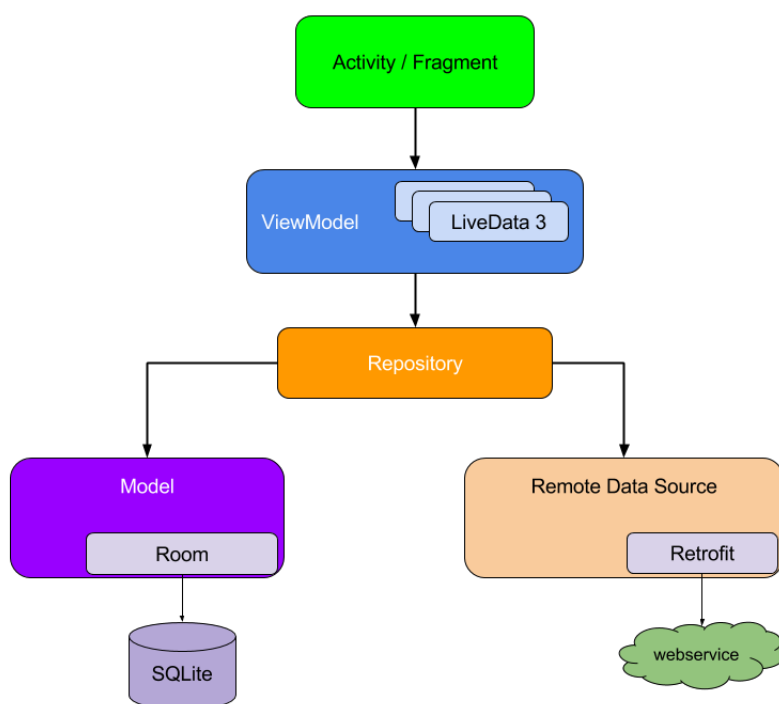 Activity / Fragment
ViewModel
LiveData 3
Repository
Model
Remote Data Source
Room
Retrofit
SQLite
webservice